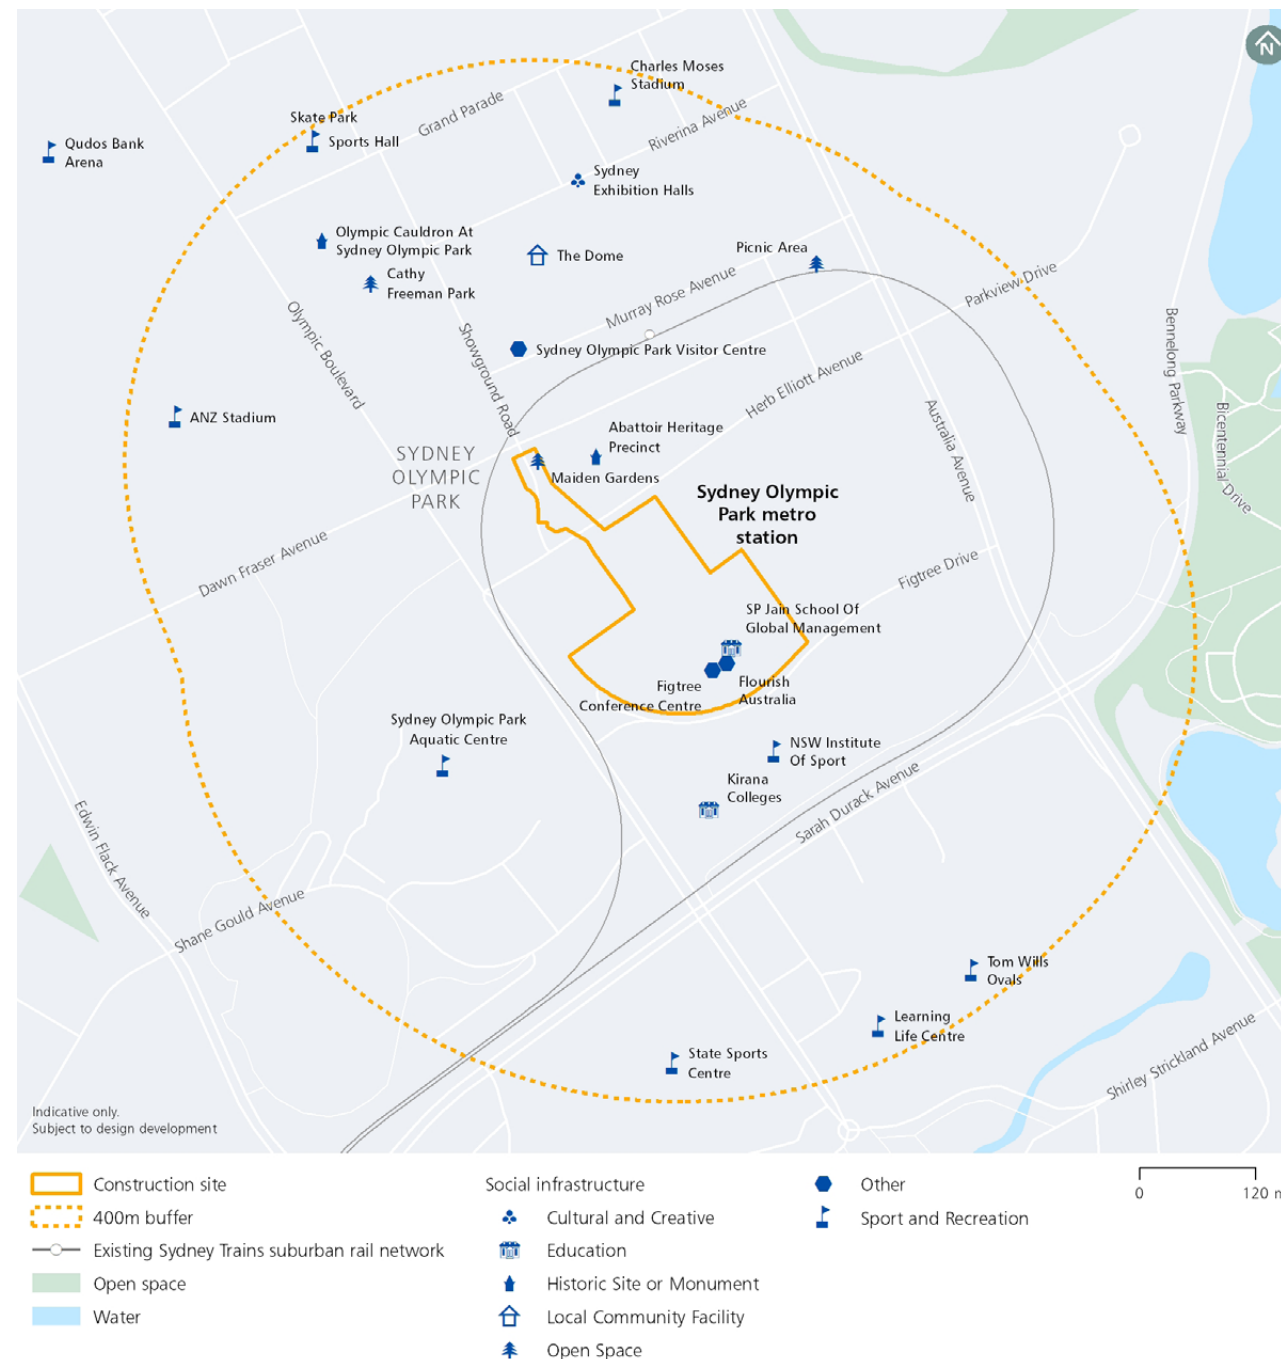 N
Charles Moses
Stadium
Skate Park
Grand Parade
Riverina Avenue
Qudos Bank
Arena
Sports Hall
Sydney
Exhibition Halls
Olympic Cauldron At
Sydney Olympic Park
The Dome
Picnic Area
Cathy
Freeman Park
Murray Rose Avenue
Parkview Drive
Olympic Boulevard
Showground Road
Bennelong Parkway
Sydney Olympic Park Visitor Centre
Herb Elliott Avenue
ANZ Stadium
Abattoir Heritage
Precinct
Australia Avenue
Bicentennial Drive
SYDNEY
OLYMPIC
PARK
Maiden Gardens
Sydney Olympic
Park metro
station
Dawn Fraser Avenue
Figtree Drive
SP Jain School Of
Global Management
Figtree
Conference Centre
Flourish
Australia
Sydney Olympic Park
Aquatic Centre
NSW Institute
Of Sport
Kirana
Colleges
Sarah Durack Avenue
Edwin Flack Avenue
Shane Gould Avenue
Tom Wills
Ovals
Learning
Life Centre
State Sports
Centre
Shirley Strickland Avenue
Indicative only.
Subject to design development
Construction site
400m buffer
Existing Sydney Trains suburban rail network
Open space
Water
Social infrastructure
Cultural and Creative
Education
Historic Site or Monument
Local Community Facility
Open Space
Other
Sport and Recreation
0 120 m